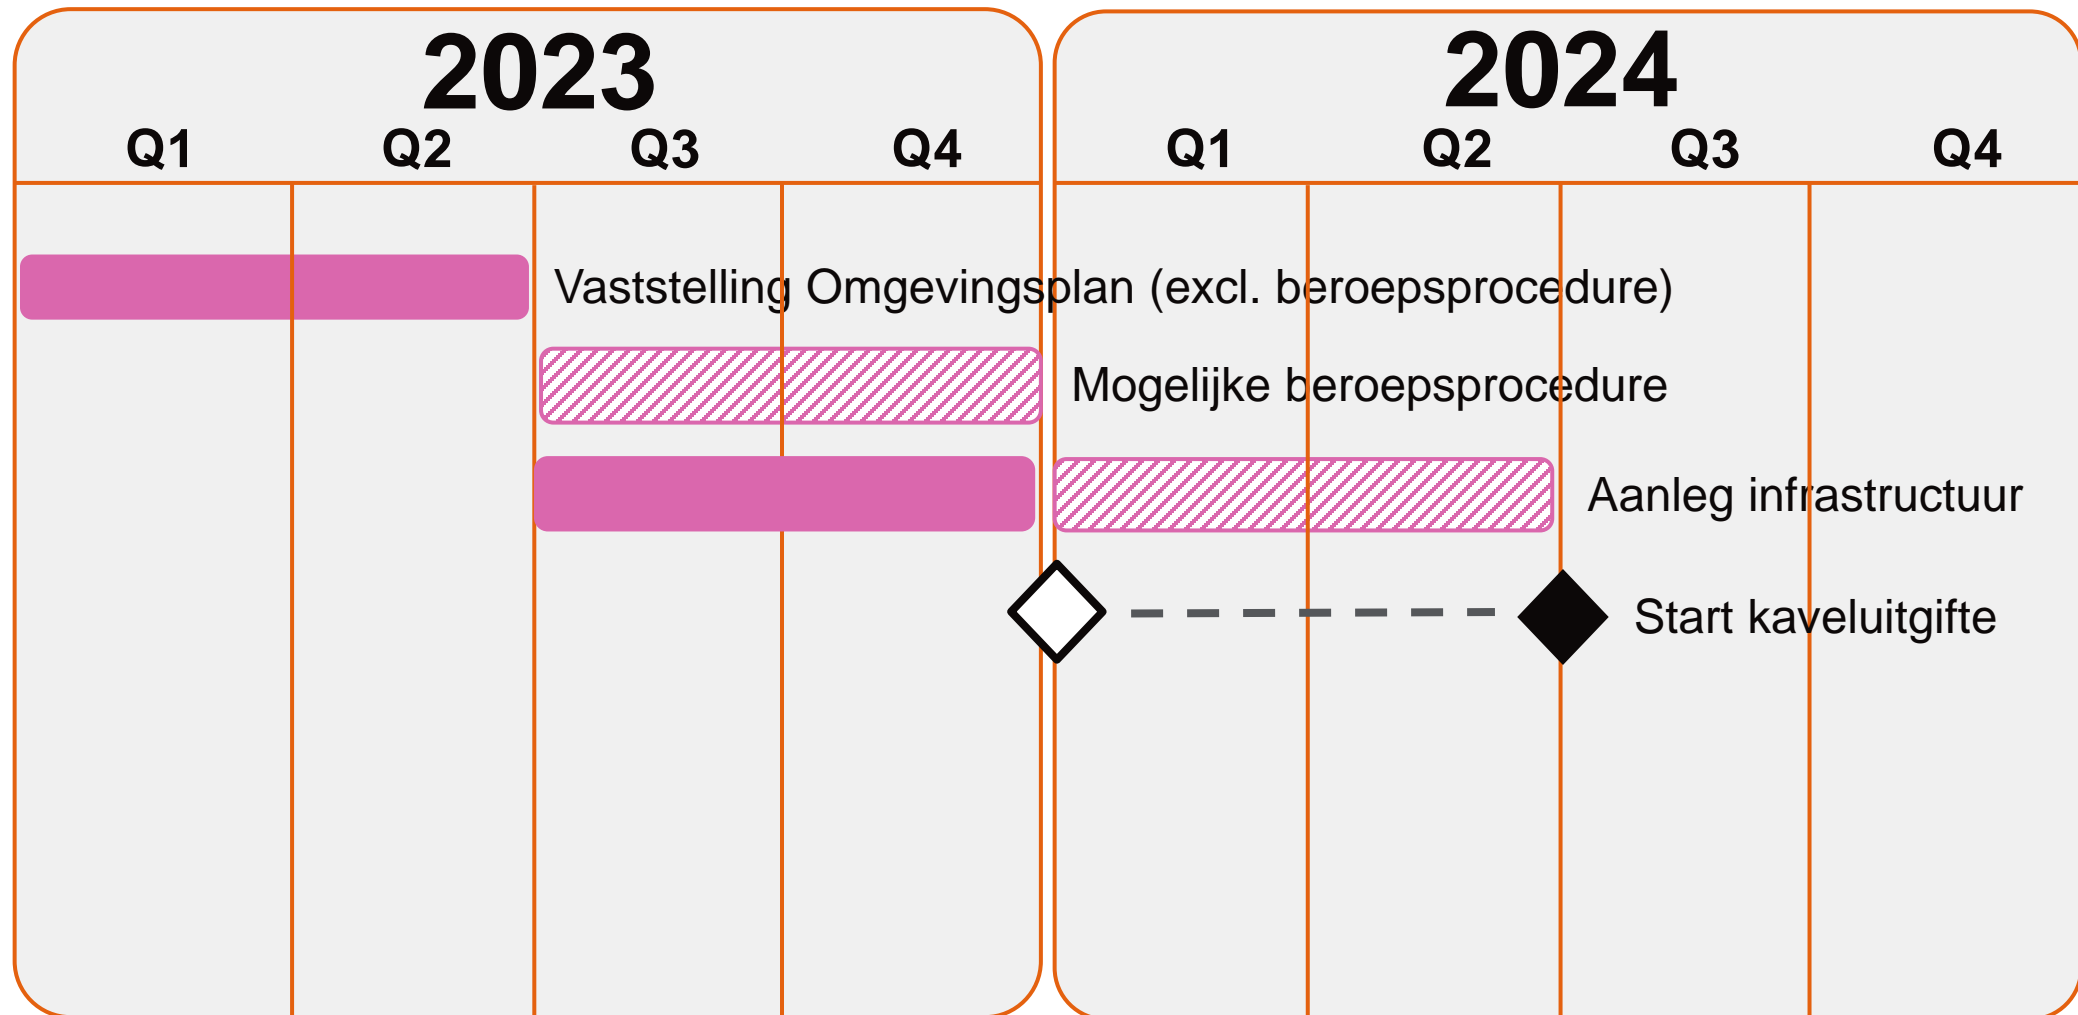 2023
2024
Q1 Q2 Q3 Q4
Q1 Q2 Q3 Q4
Vaststelling Omgevingsplan (excl. beroepsprocedure)
Mogelijke beroepsprocedure
Aanleg infrastructuur
Start kaveluitgifte